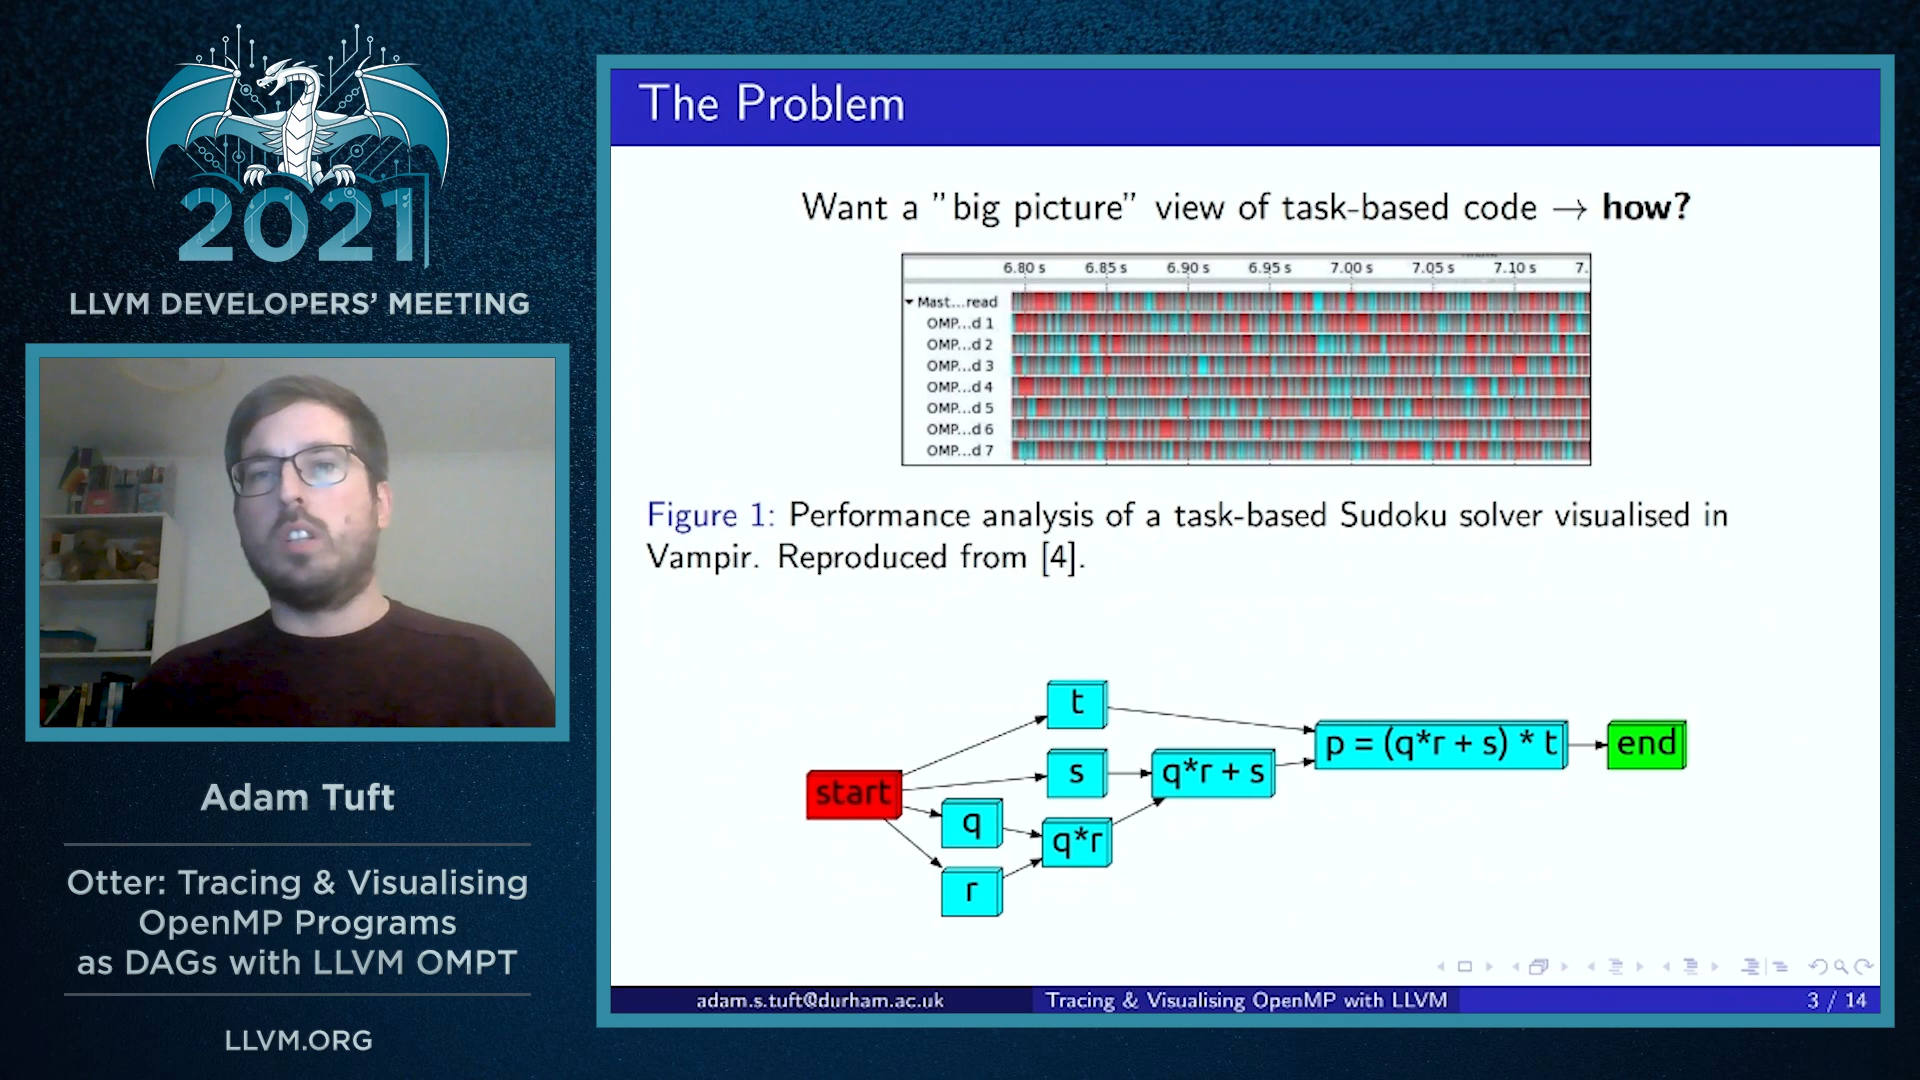 2021
LLVM DEVELOPERS’ MEETING
Adam Tuft
Otter: Tracing & Visualising
OpenMP Programs
as DAGs with LLVM OMPT
LLVM.ORG
The Problem
Want a ”big picture” view of task-based code → how?
6.80 s 6.85 s 6.90 s 6.95 s 7.00 s 7.05 s 7.10 s 7.
Mast...read
OMP...d 1
OMP...d 2
OMP...d 3
OMP...d 4
OMP...d 5
OMP...d 6
OMP...d 7
Figure 1: Performance analysis of a task-based Sudoku solver visualised in
Vampir. Reproduced from [4].
t
s
q*r + s
p = (q*r + s) * t
end
start
q
q*r
r
adam.s.tuft@durham.ac.uk
Tracing & Visualising OpenMP with LLVM
3 / 14